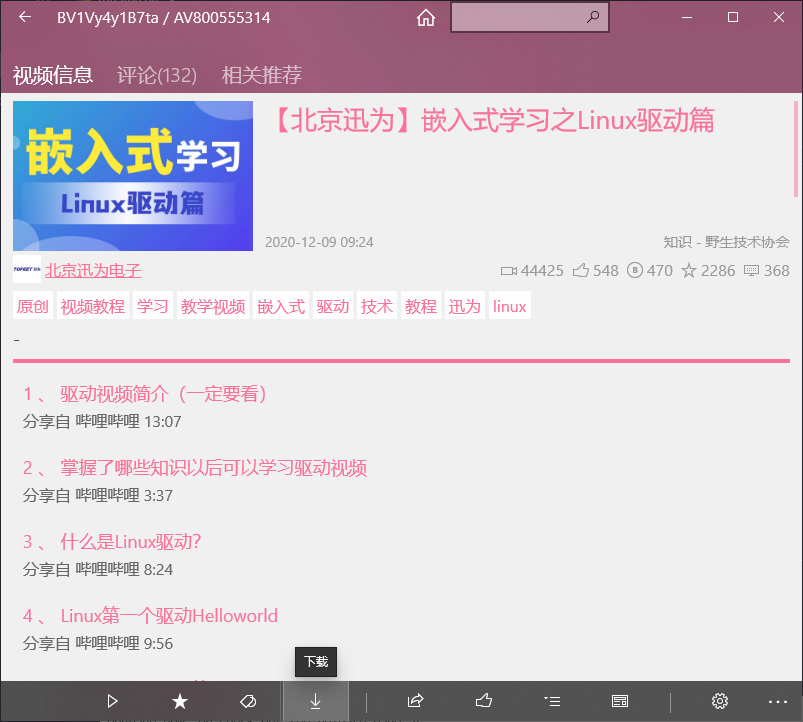 BV1Vy4y1B7ta / AV800555314
视频信息 评论(132) 相关推荐
嵌入式学习
Linux驱动篇
【北京迅为】嵌入式学习之Linux驱动篇
2020-12-09 09:24 知识 - 野生技术协会
TOPEET
北京迅为电子 44425 548 470 2286 368
原创 视频教程 学习 教学视频 嵌入式 驱动 技术 教程 迅为 linux
-
1 、 驱动视频简介（一定要看）
分享自 哔哩哔哩 13:07
2 、 掌握了哪些知识以后可以学习驱动视频
分享自 哔哩哔哩 3:37
3 、 什么是Linux驱动?
分享自 哔哩哔哩 8:24
4 、 Linux第一个驱动Helloworld
分享自 哔哩哔哩 9:56
下载